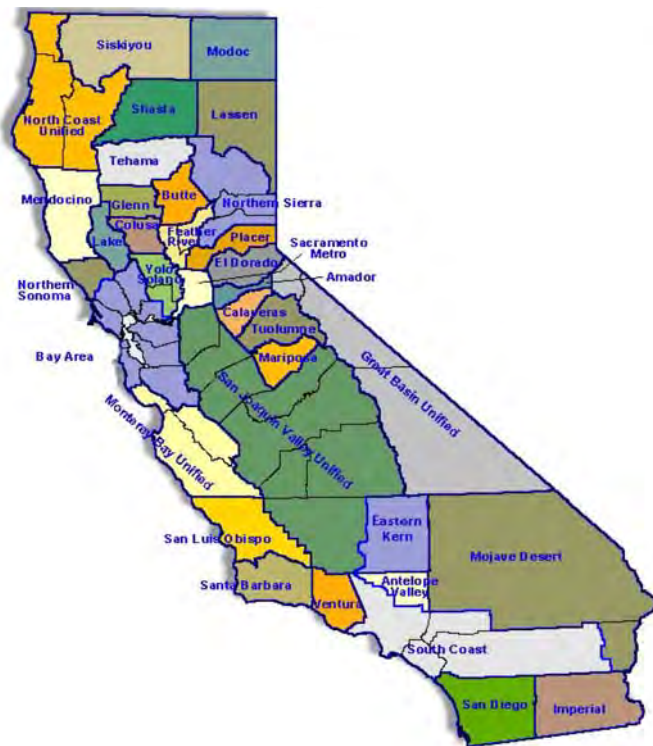 Siskiyou
Modoc
North Coast
Unified
Shasta
Lassen
Tehama
Mendocino
Glenn
Butte
Northern Sierra
Colusa
Feather
River
Lake
Placer
Sacramento
Metro
Yolo
Solano
El Dorado
Amador
Northern
Sonoma
Calaveras
Tuolumne
Bay Area
Mariposa
Great Basin Unified
San Joaquin Valley Unified
Monterey Bay Unified
San Luis Obispo
Eastern
Kern
Mojave Desert
Santa Barbara
Ventura
Antelope
Valley
South Coast
San Diego
Imperial